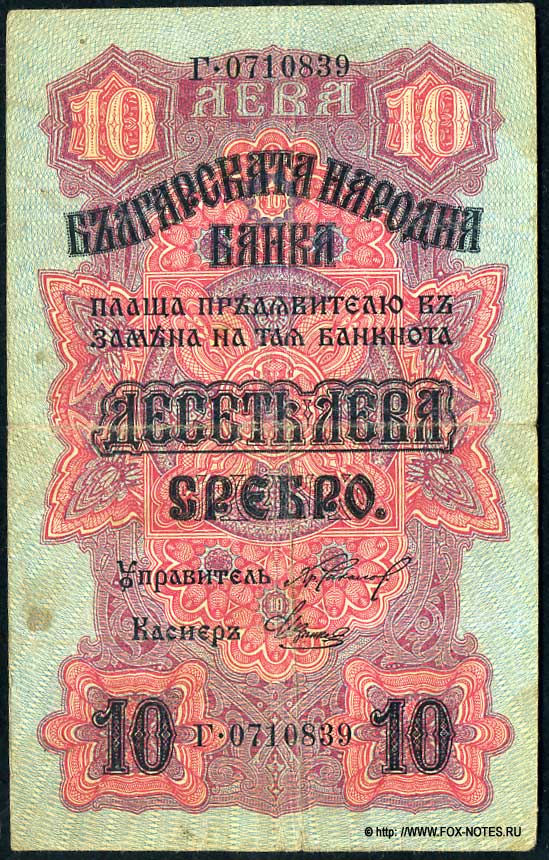 Г·0710839
10 ЛЕВА 10
БЪЛГАРСКАТА НАРОДНА
БАНКА
ПЛАЩА ПРѢДЯВИТЕЛЮ ВЪ
ЗАМѢНА НА ТАЯ БАНКНОТА
ДЕСЕТЬ ЛЕВА
СРЕБРО.
Управитель
Касиеръ
10 Г·0710839 10
© http: //www.FOX-NOTES.RU